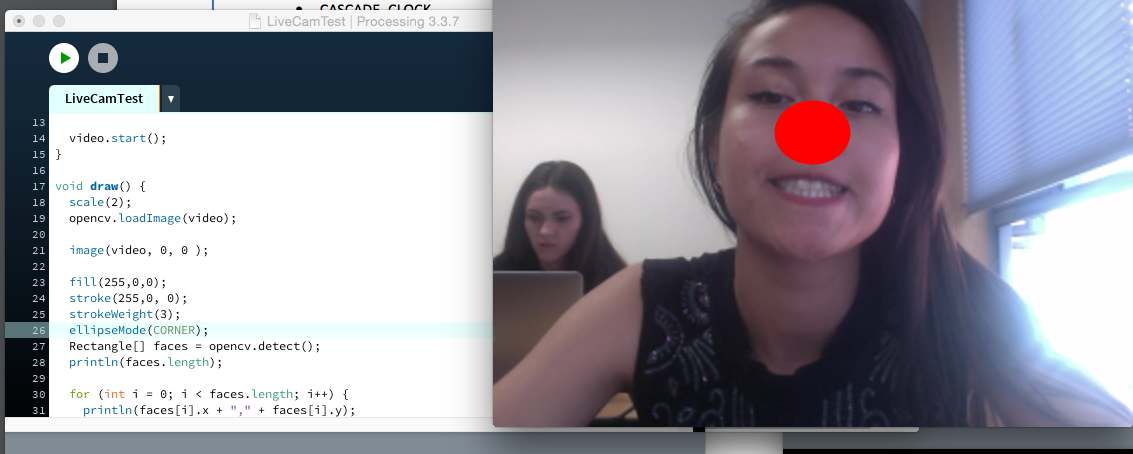 CASCADE_CLOCK
LiveCamTest | Processing 3.3.7
LiveCamTest ▼
13
14 video.start();
15 }
16
17 void draw() {
18 scale(2);
19 opencv.loadImage(video);
20
21 image(video, 0, 0 );
22
23 fill(255,0,0);
24 stroke(255,0, 0);
25 strokeWeight(3);
26 ellipseMode(CORNER);
27 Rectangle[] faces = opencv.detect();
28 println(faces.length);
29
30 for (int i = 0; i < faces.length; i++) {
31 println(faces[i].x + "," + faces[i].y);